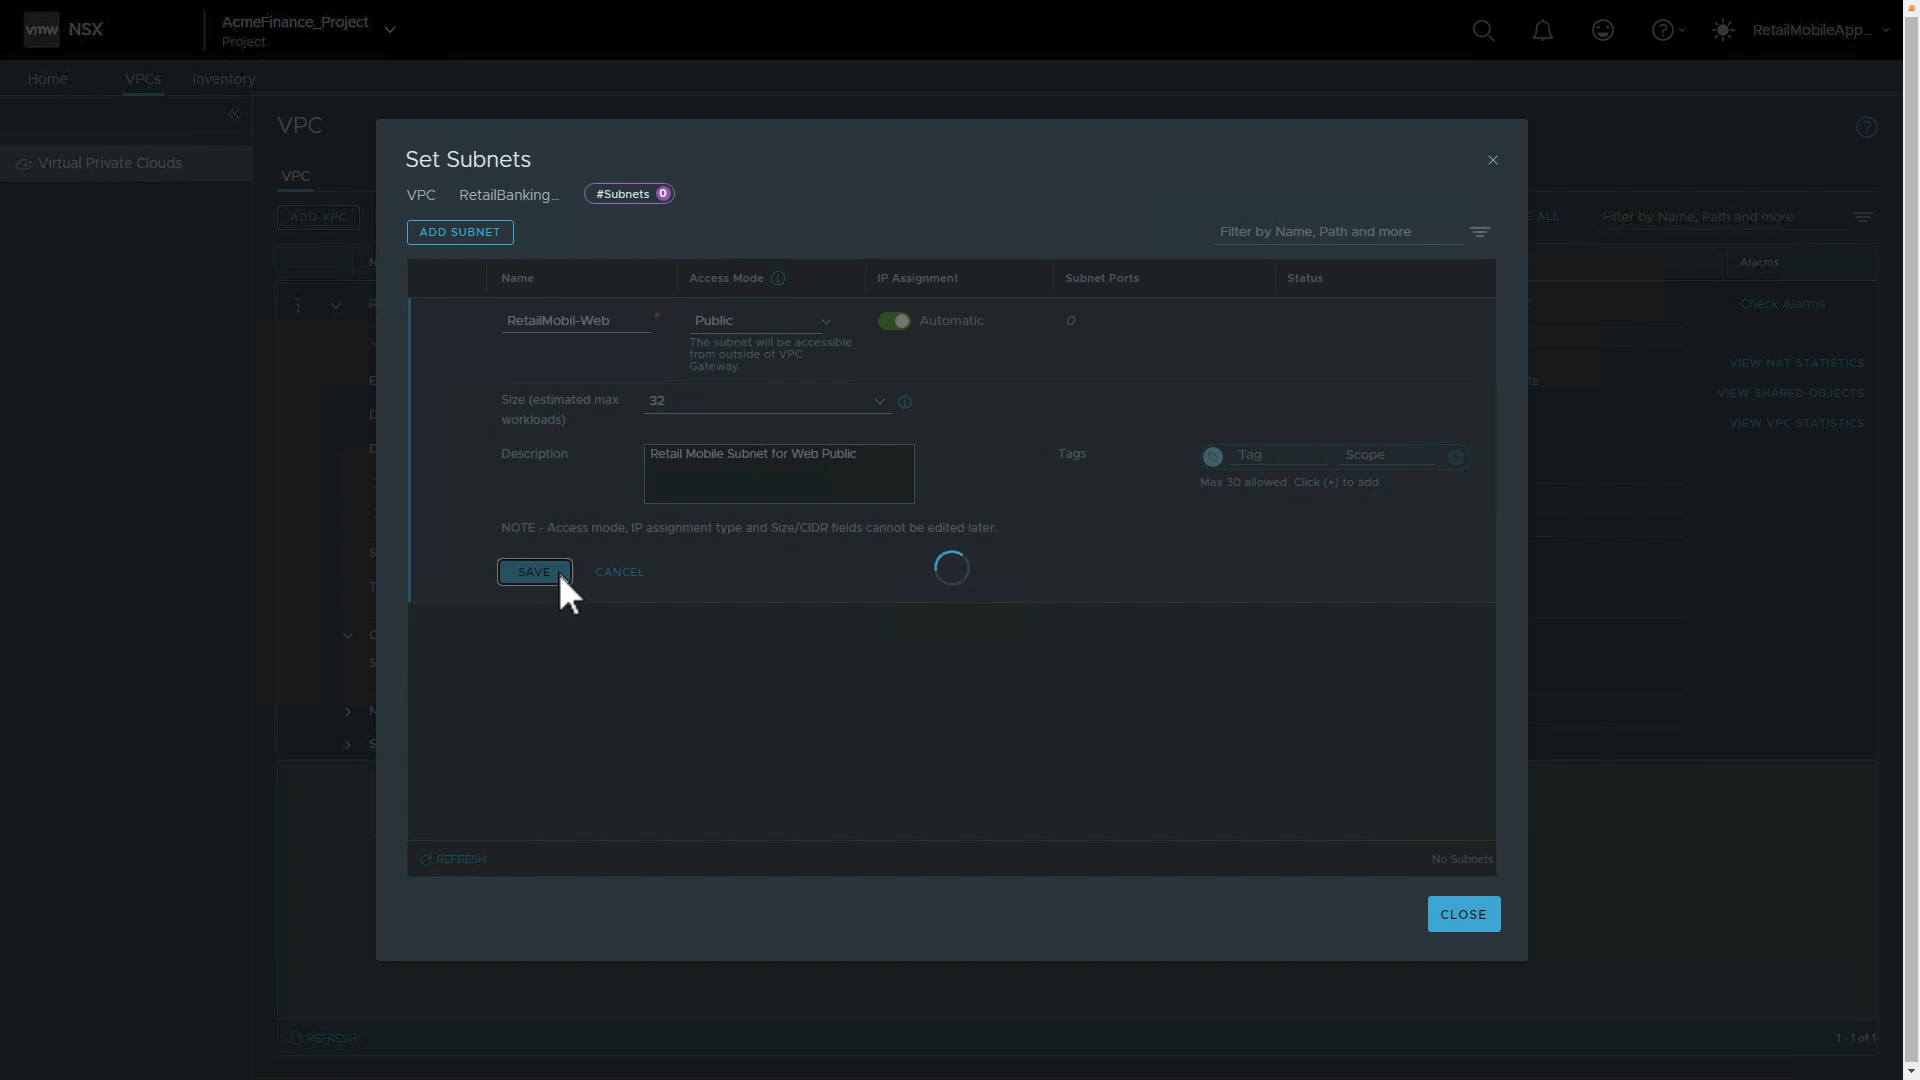 vmw NSX
AcmeFinance_Project
Project
RetailMobileApp...
Home
VPCs
Inventory
VPC
Virtual Private Clouds
VPC
ADD VPC
ALL
Filter by Name, Path and more
Alarms
Check Alarms
VIEW NAT STATISTICS
VIEW SHARED OBJECTS
VIEW VPC STATISTICS
Set Subnets
VPC RetailBanking... #Subnets 0
ADD SUBNET
Filter by Name, Path and more
Name
Access Mode
IP Assignment
Subnet Ports
Status
RetailMobil-Web *
Public
Automatic
0
The subnet will be accessible
from outside of VPC
Gateway.
Size (estimated max
workloads)
32
Description
Retail Mobile Subnet for Web Public
Tags
Tag
Scope
Max 30 allowed. Click (+) to add.
NOTE - Access mode, IP assignment type and Size/CIDR fields cannot be edited later.
SAVE
CANCEL
REFRESH
No Subnets
CLOSE
REFRESH
1 - 1 of 1